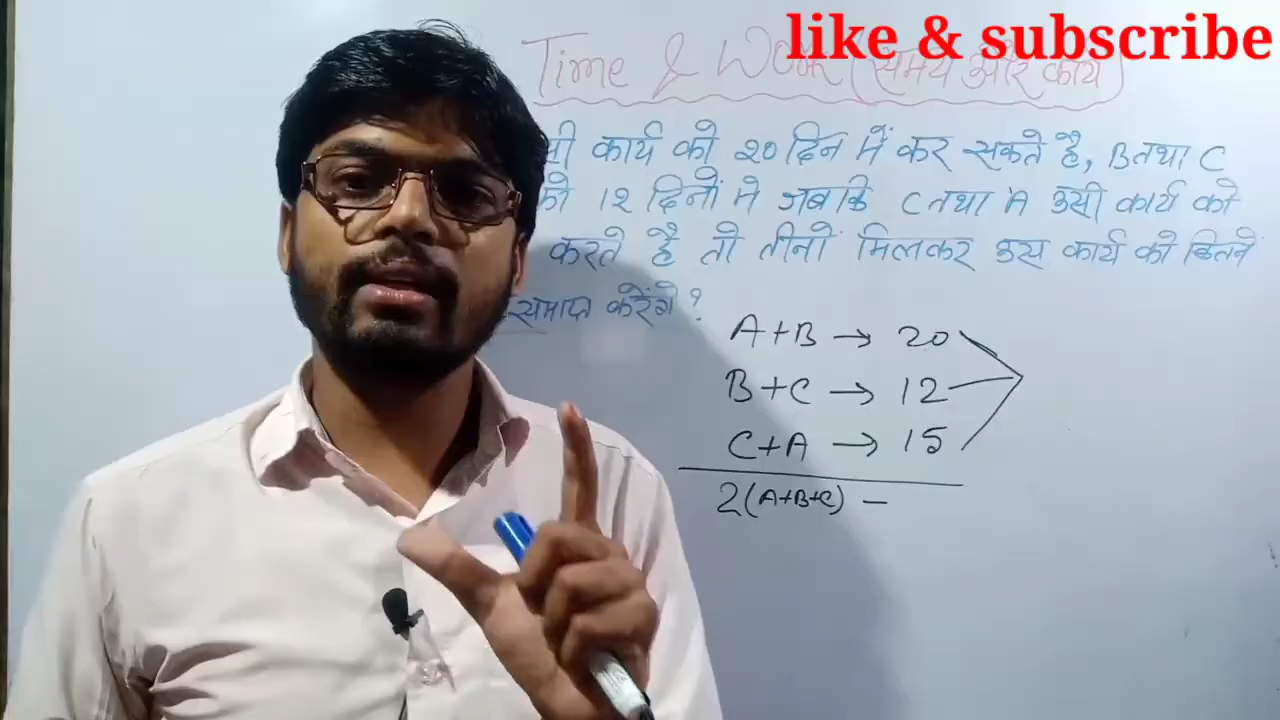 like & subscribe
Time & Work (समय और कार्य)
सी कार्य को 20 दिन में कर सकते है, B तथा C
को 12 दिनों मे जबकि C तथा A उसी कार्य को
करते है तो तीनों मिलकर उस कार्य को कितने
समाप्त करेंगे?
A+B → 20
B+C → 12
C+A → 15
2(A+B+C) –